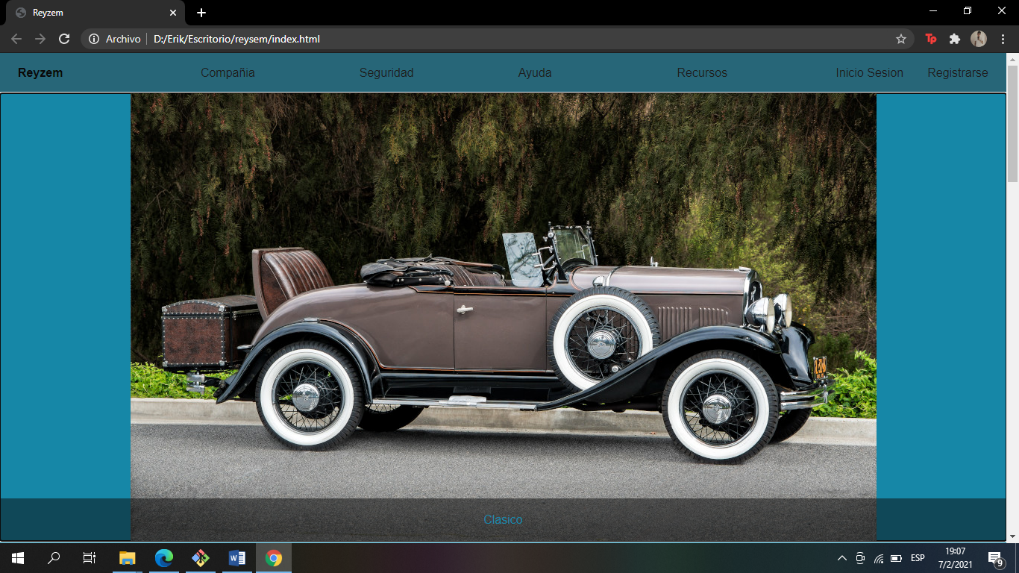 Reyzem
Archivo D:/Erik/Escritorio/reysem/index.html
Reyzem Compañia Seguridad Ayuda Recursos Inicio Sesion Registrarse
Clasico
ESP
19:07
7/2/2021
9